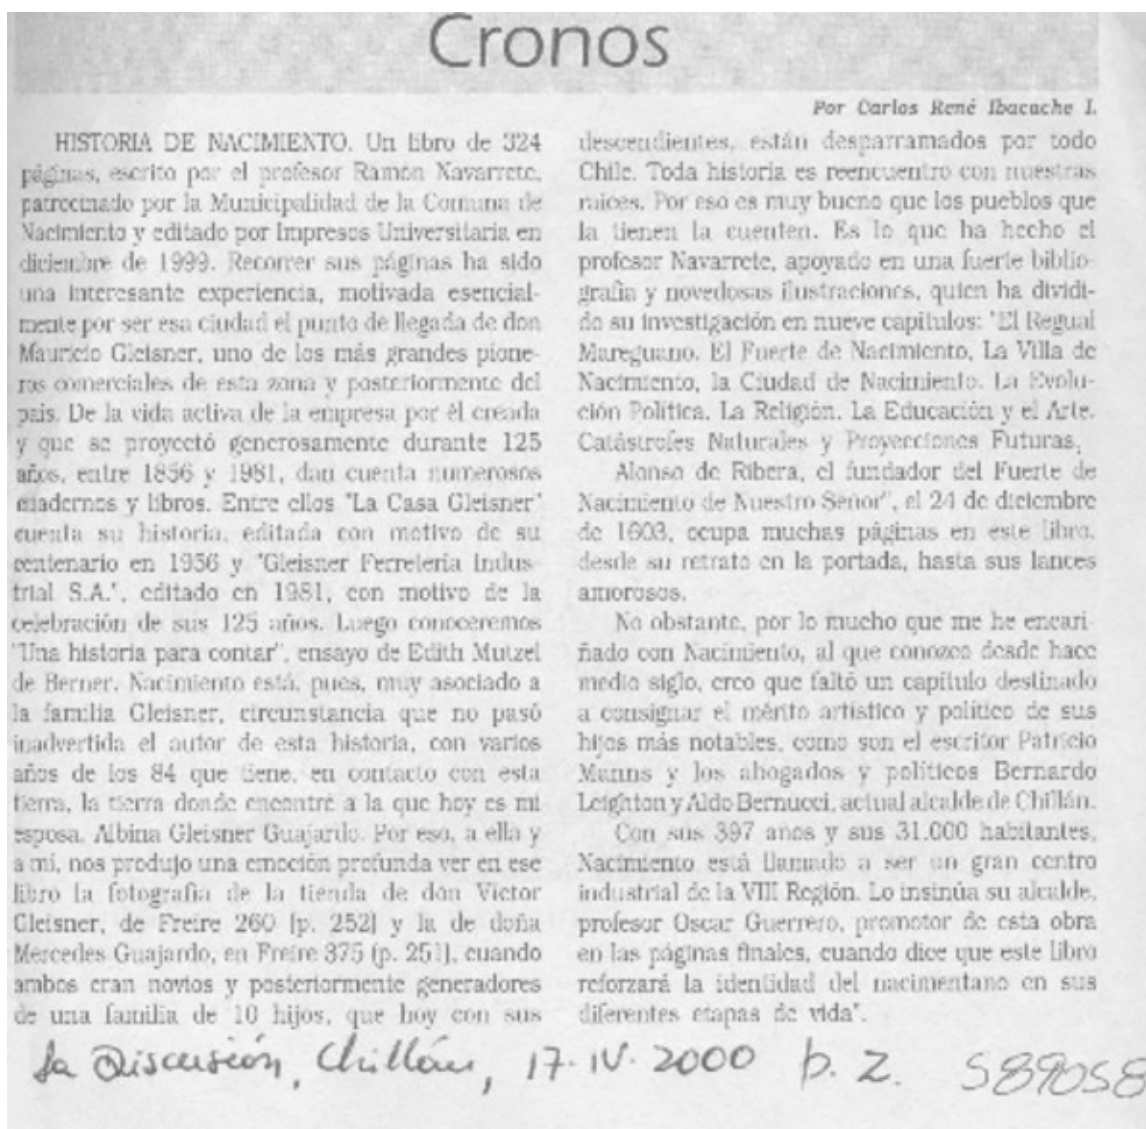 Cronos
Por Carlos René Ibacache I.
HISTORIA DE NACIMIENTO. Un libro de 324
páginas, escrito por el profesor Ramón Navarrete,
patrocinado por la Municipalidad de la Comuna de
Nacimiento y editado por Impresos Universitaria en
diciembre de 1999. Recorrer sus páginas ha sido
una interesante experiencia, motivada esencial-
mente por ser esa ciudad el punto de llegada de don
Mauricio Gleisner, uno de los más grandes pione-
ros comerciales de esta zona y posteriormente del
país. De la vida activa de la empresa por él creada
y que se proyectó generosamente durante 125
años, entre 1856 y 1981, dan cuenta numerosos
cuadernos y libros. Entre ellos "La Casa Gleisner"
cuenta su historia, editada con motivo de su
centenario en 1956 y "Gleisner Ferretería Indus-
trial S.A.", editado en 1981, con motivo de la
celebración de sus 125 años. Luego conoceremos
"Una historia para contar", ensayo de Edith Mutzel
de Berner. Nacimiento está, pues, muy asociado a
la familia Gleisner, circunstancia que no pasó
inadvertida el autor de esta historia, con varios
años de los 84 que tiene, en contacto con esta
tierra, la tierra donde encontré a la que hoy es mi
esposa, Albina Gleisner Guajardo. Por eso, a ella y
a mí, nos produjo una emoción profunda ver en ese
libro la fotografía de la tienda de don Víctor
Gleisner, de Freire 260 (p. 252) y la de doña
Mercedes Guajardo, en Freire 375 (p. 251), cuando
ambos eran novios y posteriormente generadores
de una familia de 10 hijos, que hoy con sus
descendientes, están desparramados por todo
Chile. Toda historia es reencuentro con nuestras
raíces. Por eso es muy bueno que los pueblos que
la tienen la cuenten. Es lo que ha hecho el
profesor Navarrete, apoyado en una fuerte biblio-
grafía y novedosas ilustraciones, quien ha dividi-
do su investigación en nueve capítulos: "El Regual
Mareguano, El Fuerte de Nacimiento, La Villa de
Nacimiento, la Ciudad de Nacimiento. La Evolu-
ción Política. La Religión. La Educación y el Arte.
Catástrofes Naturales y Proyecciones Futuras.
Alonso de Ribera, el fundador del Fuerte de
Nacimiento de Nuestro Señor", el 24 de diciembre
de 1603, ocupa muchas páginas en este libro,
desde su retrato en la portada, hasta sus lances
amorosos.
No obstante, por lo mucho que me he encari-
ñado con Nacimiento, al que conozco desde hace
medio siglo, creo que faltó un capítulo destinado
a consignar el mérito artístico y político de sus
hijos más notables, como son el escritor Patricio
Manns y los abogados y políticos Bernardo
Leighton y Aldo Bernucci, actual alcalde de Chillán.
Con sus 397 años y sus 31.000 habitantes,
Nacimiento está llamado a ser un gran centro
industrial de la VIII Región. Lo insinúa su alcalde,
profesor Oscar Guerrero, promotor de esta obra
en las páginas finales, cuando dice que este libro
reforzará la identidad del nacimentano en sus
diferentes etapas de vida".
La Discusión, Chillán, 17.IV.2000 p. 2. 589058